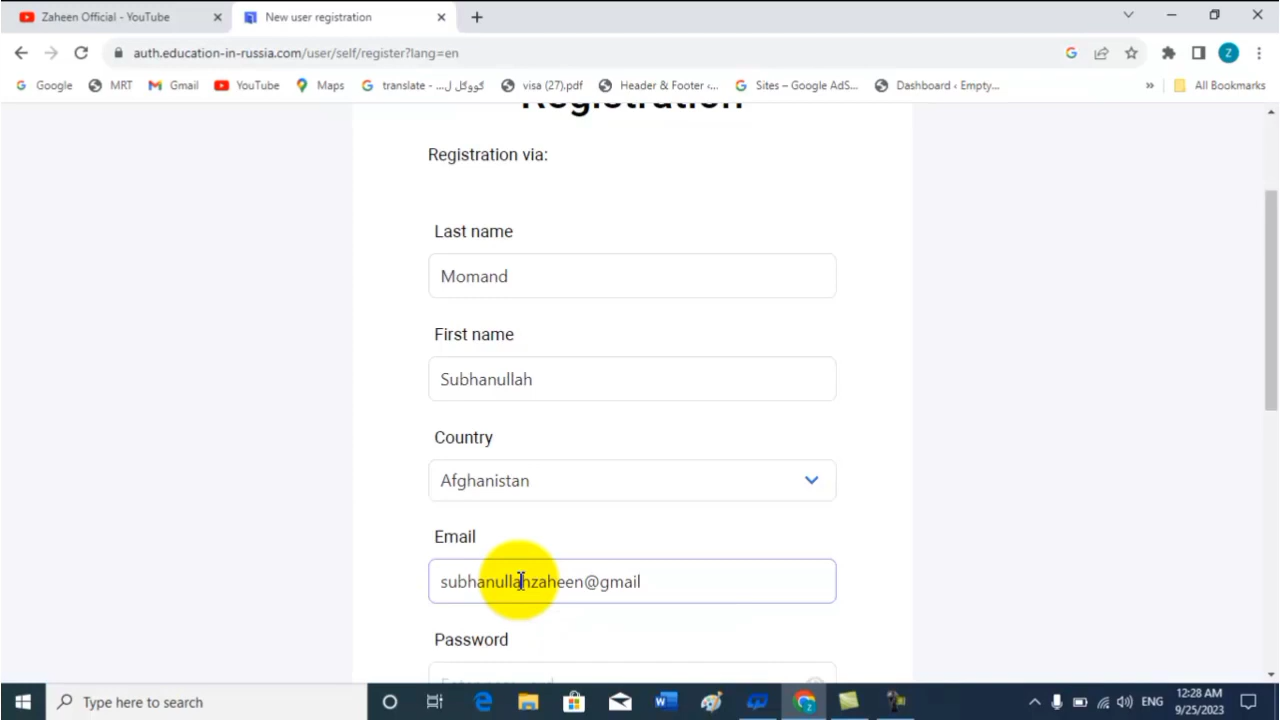 Zaheen Official - YouTube
New user registration
auth.education-in-russia.com/user/self/register?lang=en
Z
Google
MRT
Gmail
YouTube
Maps
translate - ...گووگل ل
visa (27).pdf
Header & Footer ‹...
Sites – Google AdS...
Dashboard ‹ Empty...
»
All Bookmarks
Registration
Registration via:
Last name
Momand
First name
Subhanullah
Country
Afghanistan
Email
subhanullahzaheen@gmail
Password
Type here to search
ENG
12:28 AM
9/25/2023